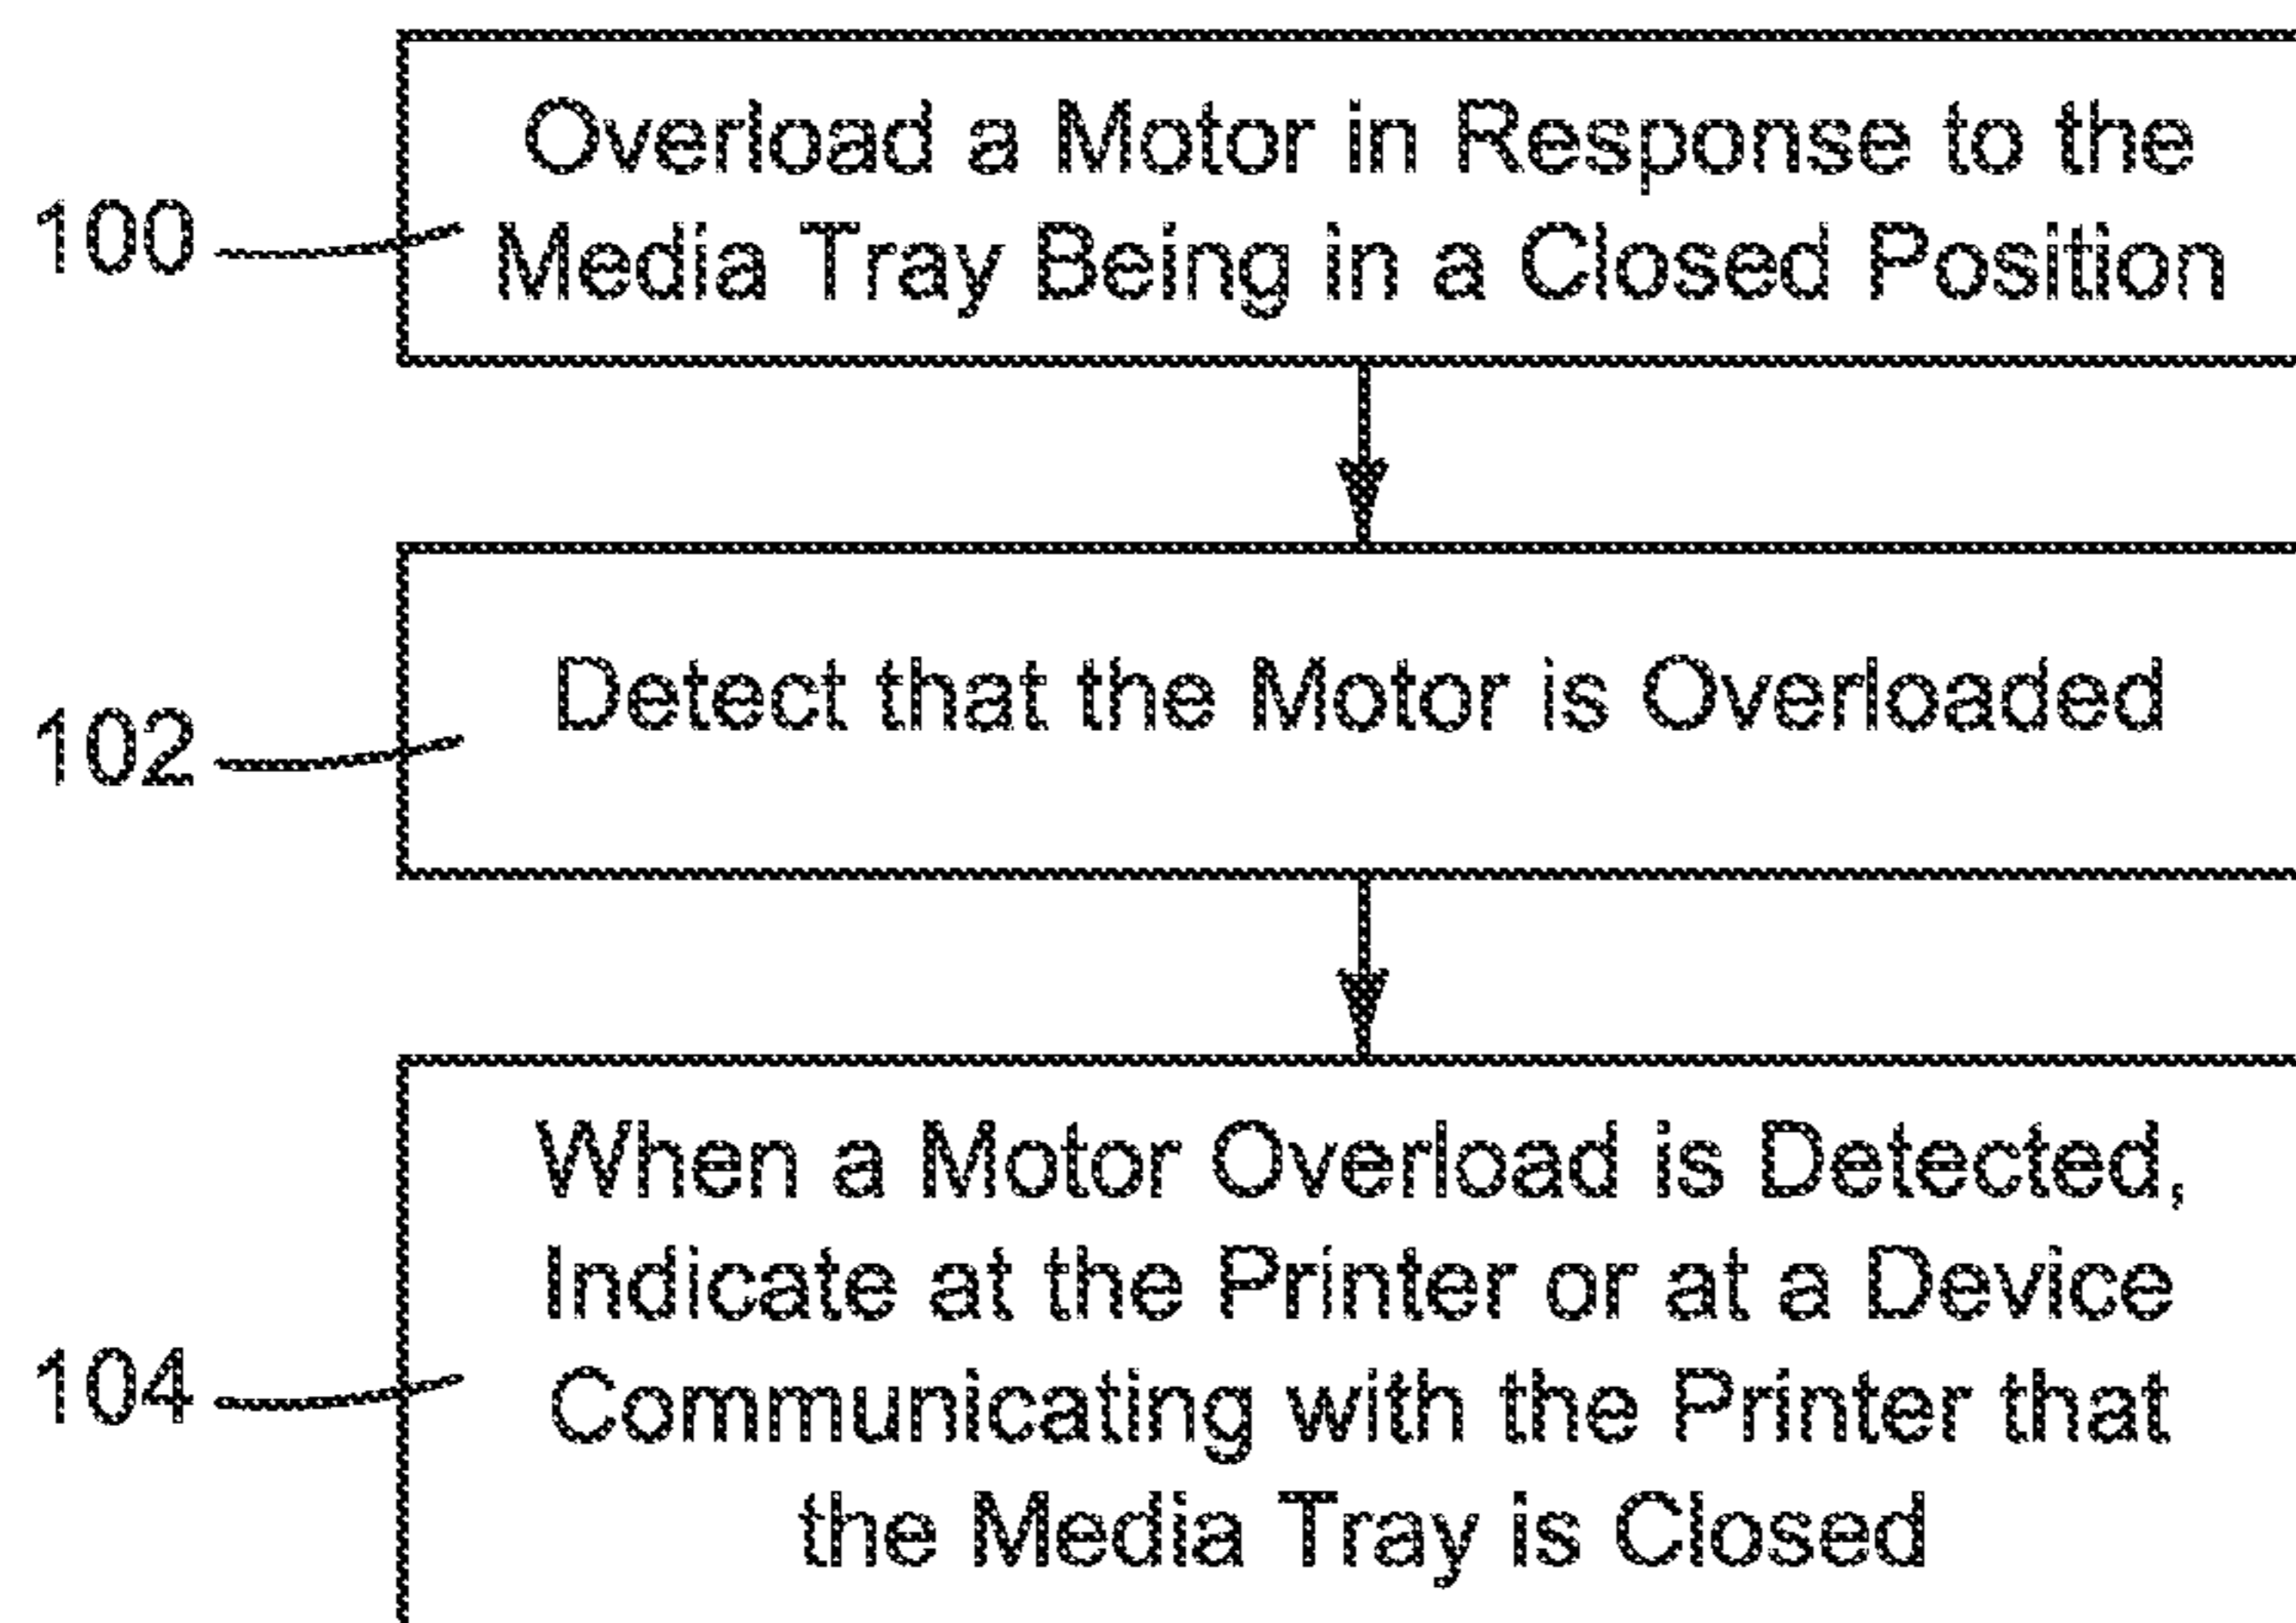 Overload a Motor in Response to the
100
Media Tray Being in a Closed Position
Detect that the Motor is Overloaded
102
When a Motor Overload is Detected,
Indicate at the Printer or at a Device
104
Communicating with the Printer that
the Media Tray is Closed